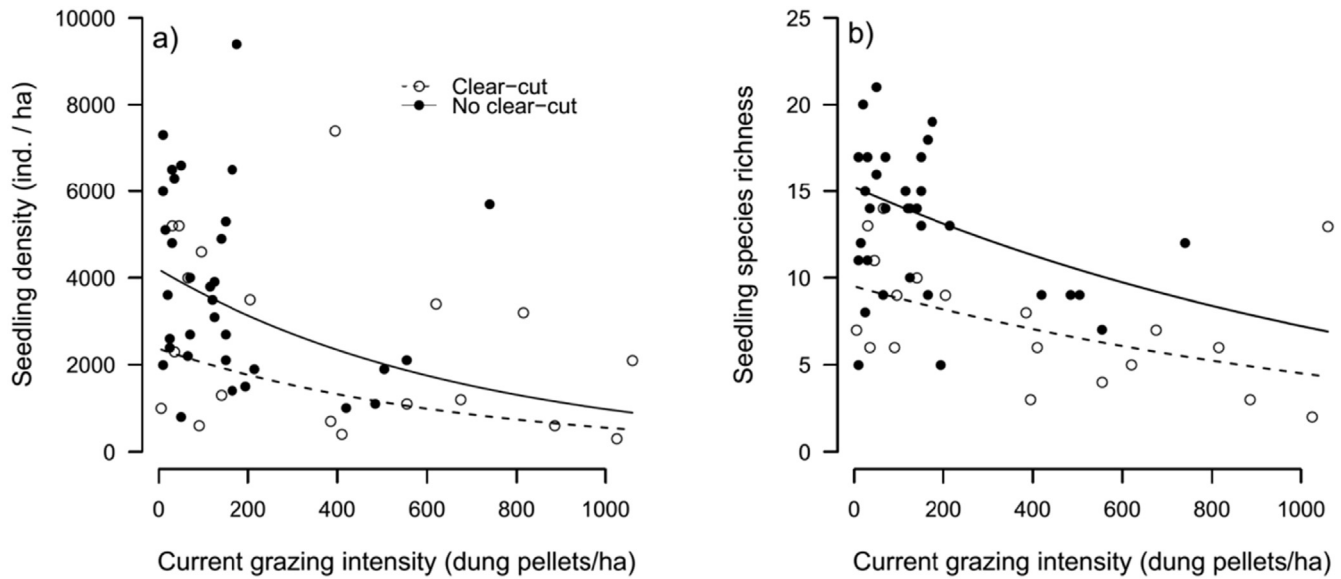 a)
Clear−cut
No clear−cut
Seedling density (ind. / ha)
10000
8000
6000
4000
2000
0
0 200 400 600 800 1000
Current grazing intensity (dung pellets/ha)
b)
Seedling species richness
25
20
15
10
5
0
0 200 400 600 800 1000
Current grazing intensity (dung pellets/ha)